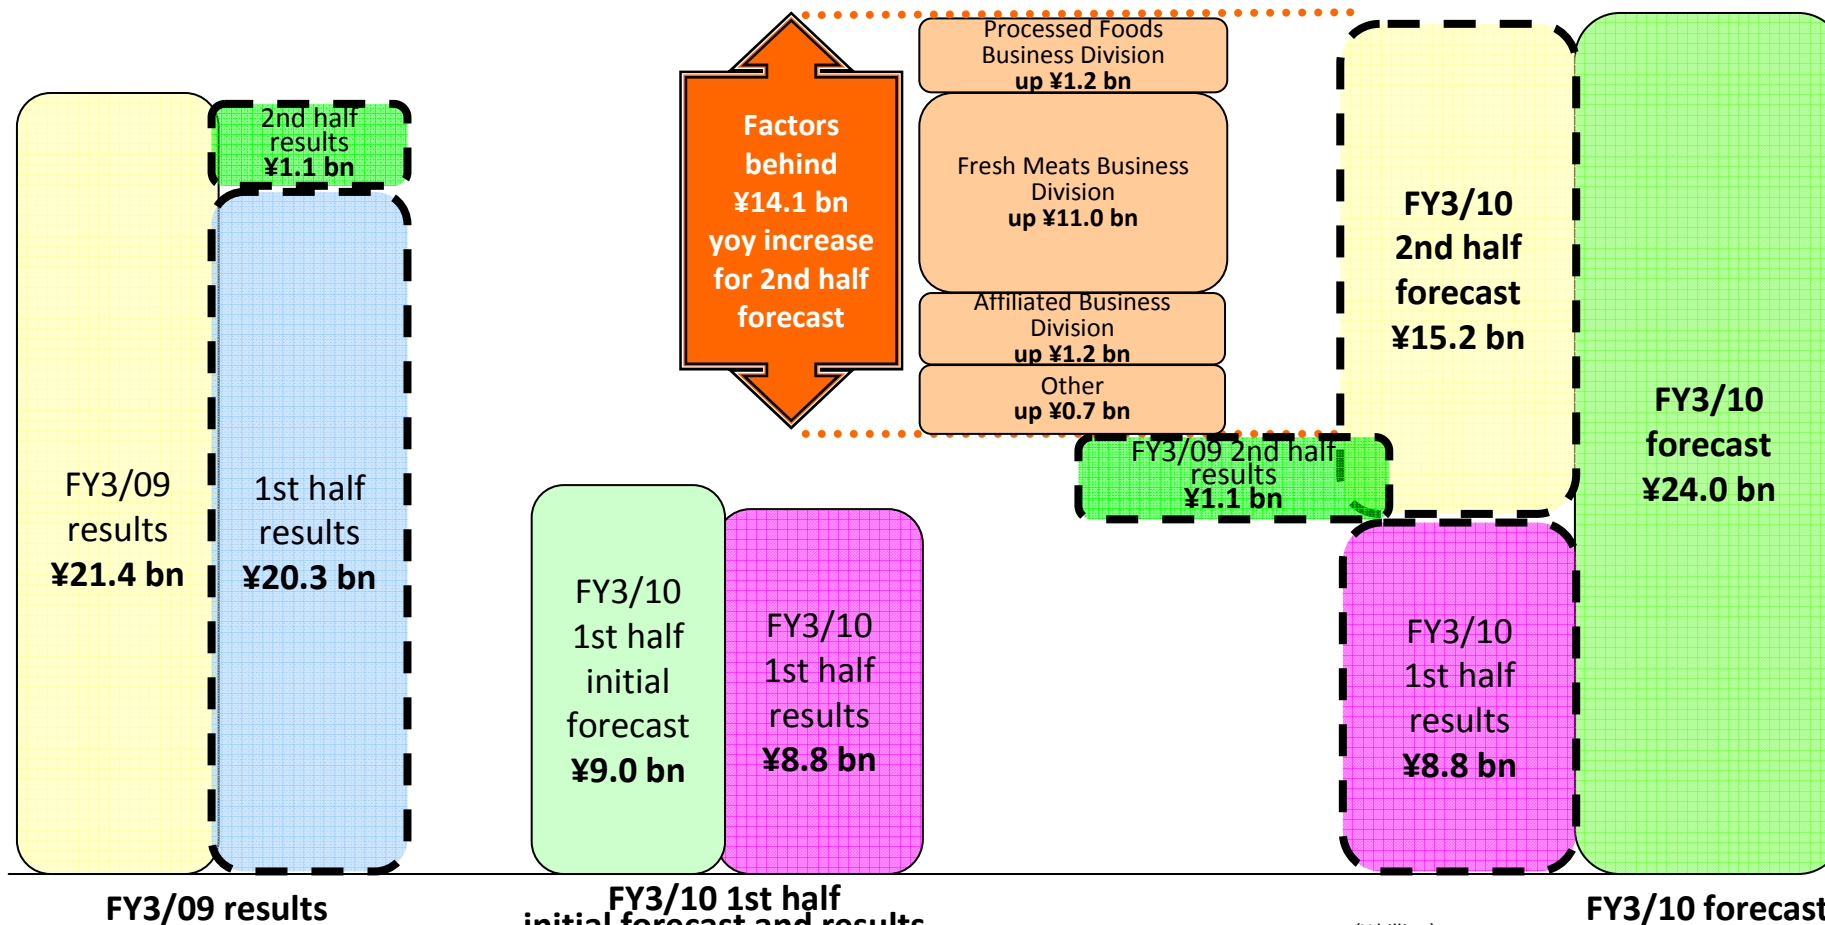 2nd half
results
¥1.1 bn
FY3/09
results
¥21.4 bn
1st half
results
¥20.3 bn
FY3/09 results
FY3/10
1st half
initial
forecast
¥9.0 bn
FY3/10
1st half
results
¥8.8 bn
FY3/10 1st half
initial forecast and results
Factors
behind
¥14.1 bn
yoy increase
for 2nd half
forecast
Processed Foods
Business Division
up ¥1.2 bn
Fresh Meats Business
Division
up ¥11.0 bn
Affiliated Business
Division
up ¥1.2 bn
Other
up ¥0.7 bn
FY3/09 2nd half
results
¥1.1 bn
FY3/10
2nd half
forecast
¥15.2 bn
FY3/10
1st half
results
¥8.8 bn
FY3/10
forecast
¥24.0 bn
FY3/10 forecast